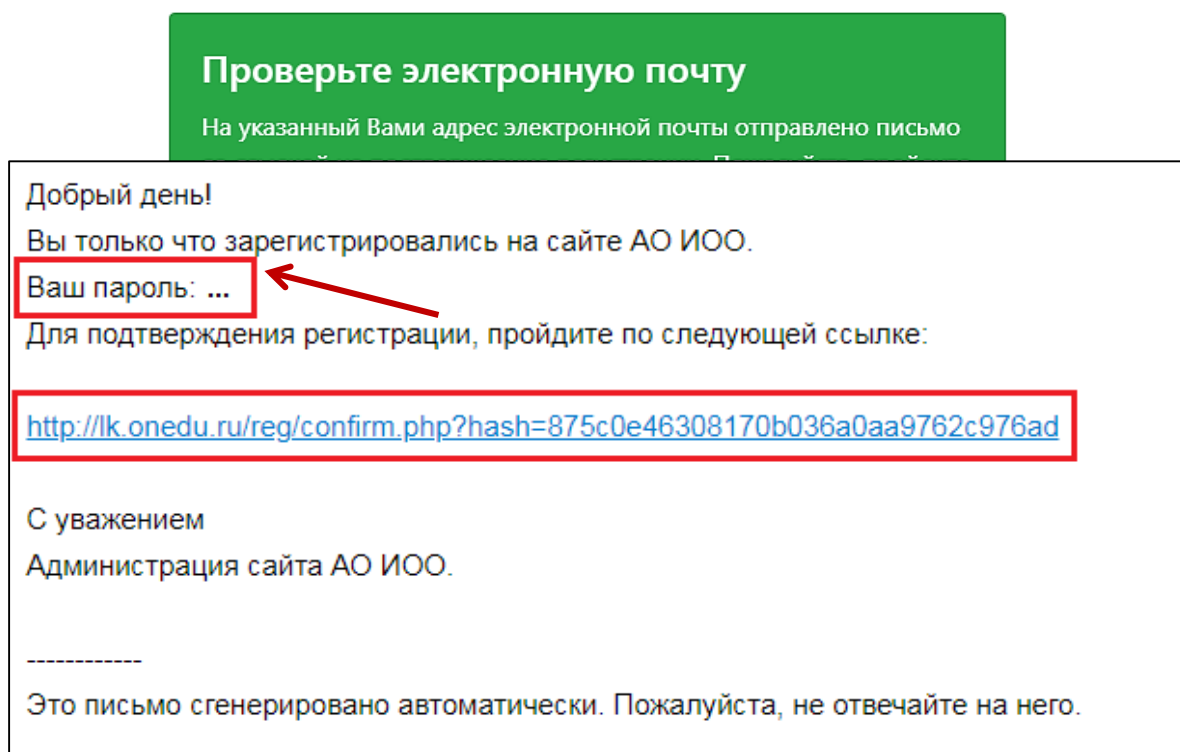 Проверьте электронную почту
На указанный Вами адрес электронной почты отправлено письмо
Добрый день!
Вы только что зарегистрировались на сайте АО ИОО.
Ваш пароль: ...
Для подтверждения регистрации, пройдите по следующей ссылке:
http://lk.onedu.ru/reg/confirm.php?hash=875c0e46308170b036a0aa9762c976ad
С уважением
Администрация сайта АО ИОО.
------------
Это письмо сгенерировано автоматически. Пожалуйста, не отвечайте на него.